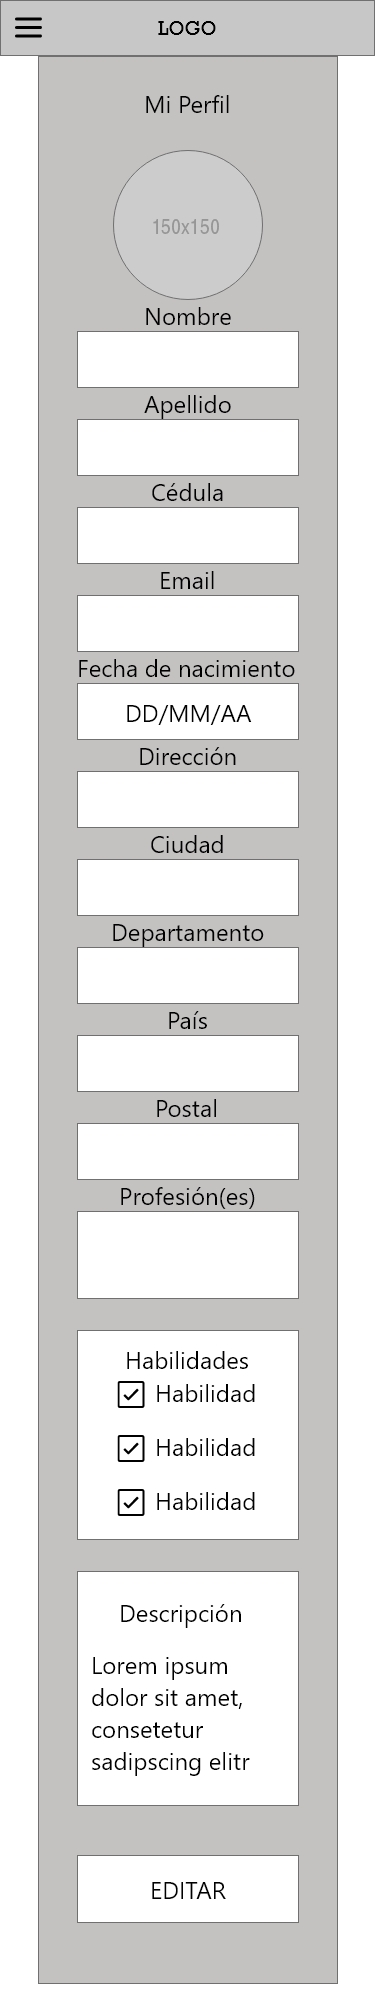 LOGO
Mi Perfil
150x150
Nombre
Apellido
Cédula
Email
Fecha de nacimiento
DD/MM/AA
Dirección
Ciudad
Departamento
País
Postal
Profesión(es)
Habilidades
Habilidad
Habilidad
Habilidad
Descripción
Lorem ipsum
dolor sit amet,
consetetur
sadipscing elitr
EDITAR